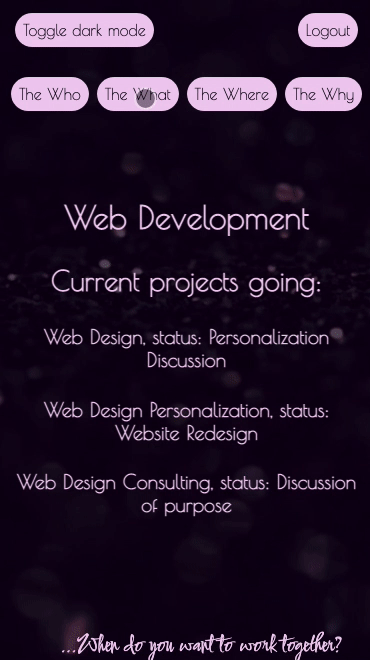 Toggle dark mode
Logout
The Who
The What
The Where
The Why
Web Development
Current projects going:
Web Design, status: Personalization
Discussion
Web Design Personalization, status:
Website Redesign
Web Design Consulting, status: Discussion
of purpose
...When do you want to work together?